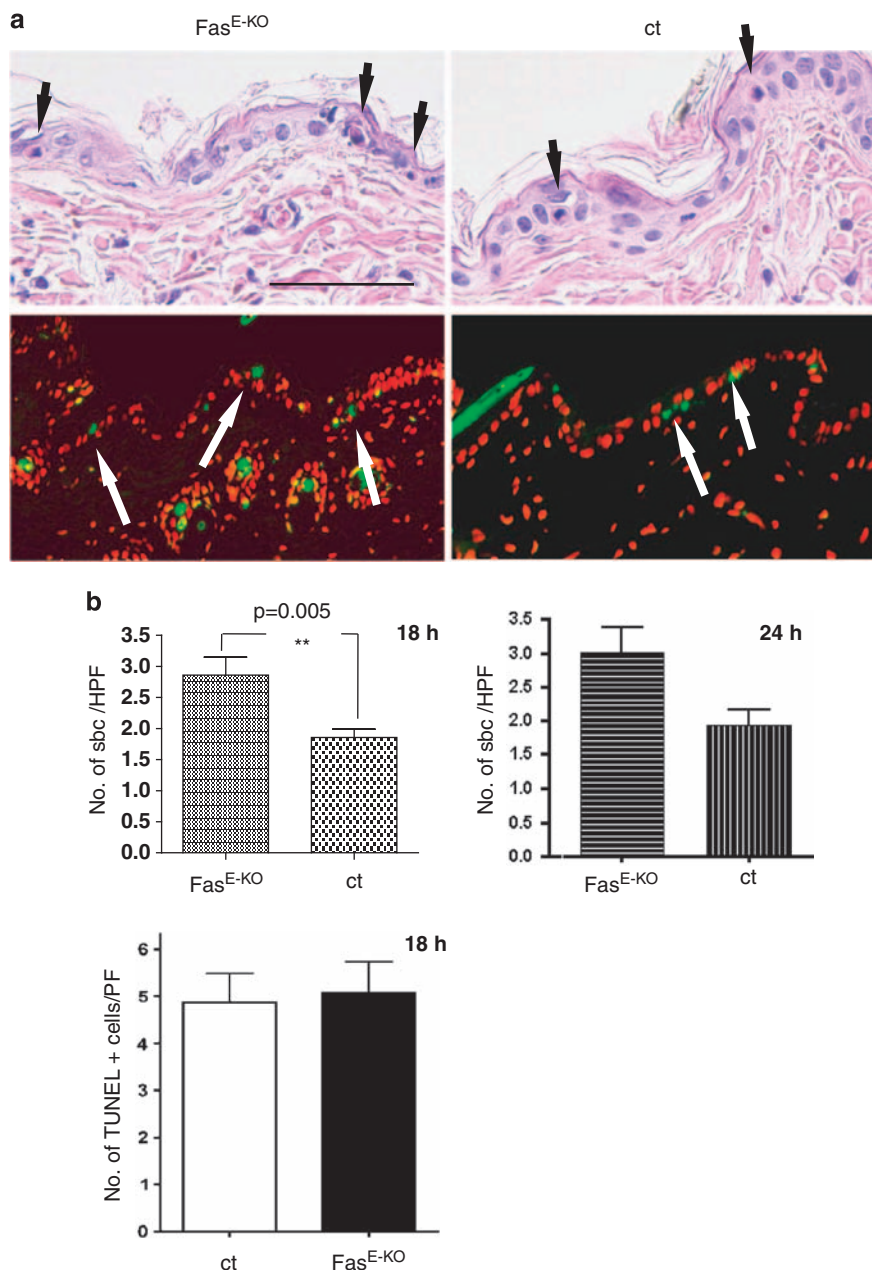 a
Fas^E-KO
ct
b
p=0.005
**
18 h
No. of sbc /HPF
3.5
3.0
2.5
2.0
1.5
1.0
0.5
0.0
Fas^E-KO
ct
24 h
No. of sbc /HPF
3.5
3.0
2.5
2.0
1.5
1.0
0.5
0.0
Fas^E-KO
ct
18 h
No. of TUNEL + cells/PF
6
5
4
3
2
1
0
ct
Fas^E-KO